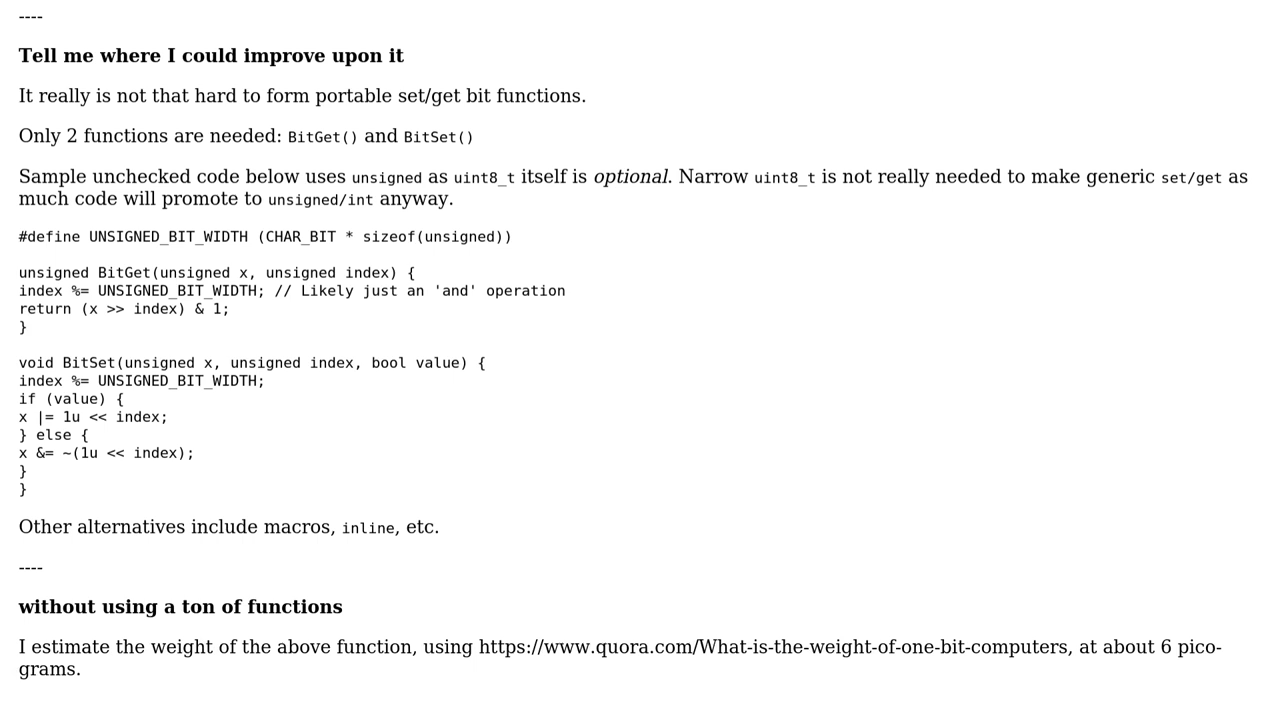 ----
Tell me where I could improve upon it
It really is not that hard to form portable set/get bit functions.
Only 2 functions are needed: BitGet() and BitSet()
Sample unchecked code below uses unsigned as uint8_t itself is optional. Narrow uint8_t is not really needed to make generic set/get as
much code will promote to unsigned/int anyway.
#define UNSIGNED_BIT_WIDTH (CHAR_BIT * sizeof(unsigned))
unsigned BitGet(unsigned x, unsigned index) {
index %= UNSIGNED_BIT_WIDTH; // Likely just an 'and' operation
return (x >> index) & 1;
}
void BitSet(unsigned x, unsigned index, bool value) {
index %= UNSIGNED_BIT_WIDTH;
if (value) {
x |= 1u << index;
} else {
x &= ~(1u << index);
}
}
Other alternatives include macros, inline, etc.
----
without using a ton of functions
I estimate the weight of the above function, using https://www.quora.com/What-is-the-weight-of-one-bit-computers, at about 6 pico-
grams.